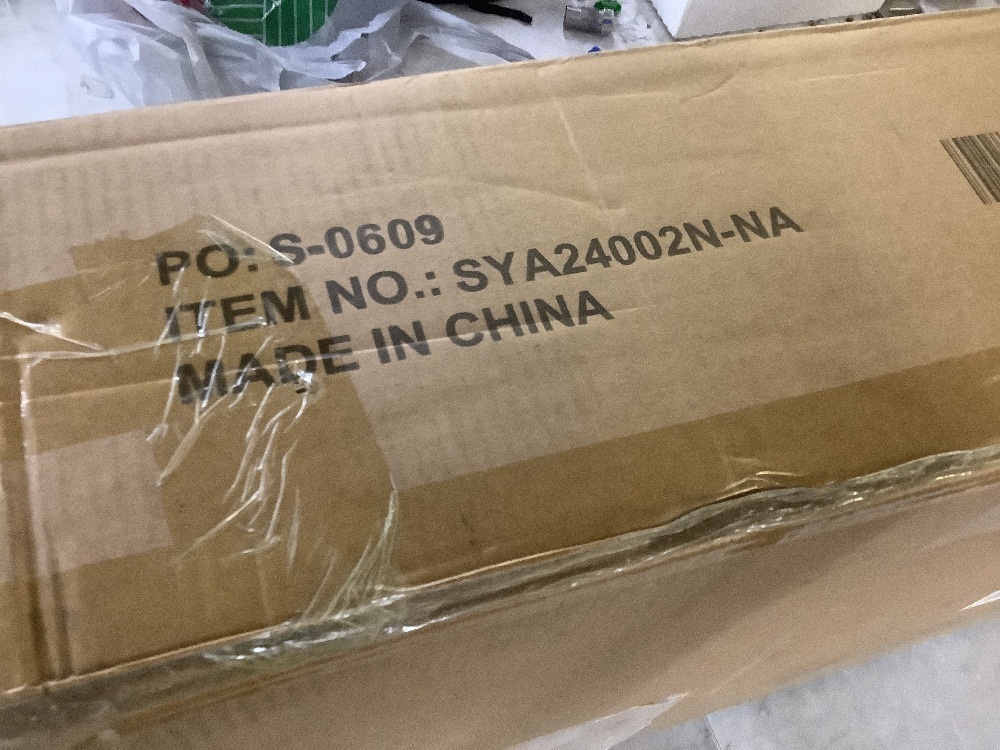 PO: S-0609
ITEM NO.: SYA24002N-NA
MADE IN CHINA